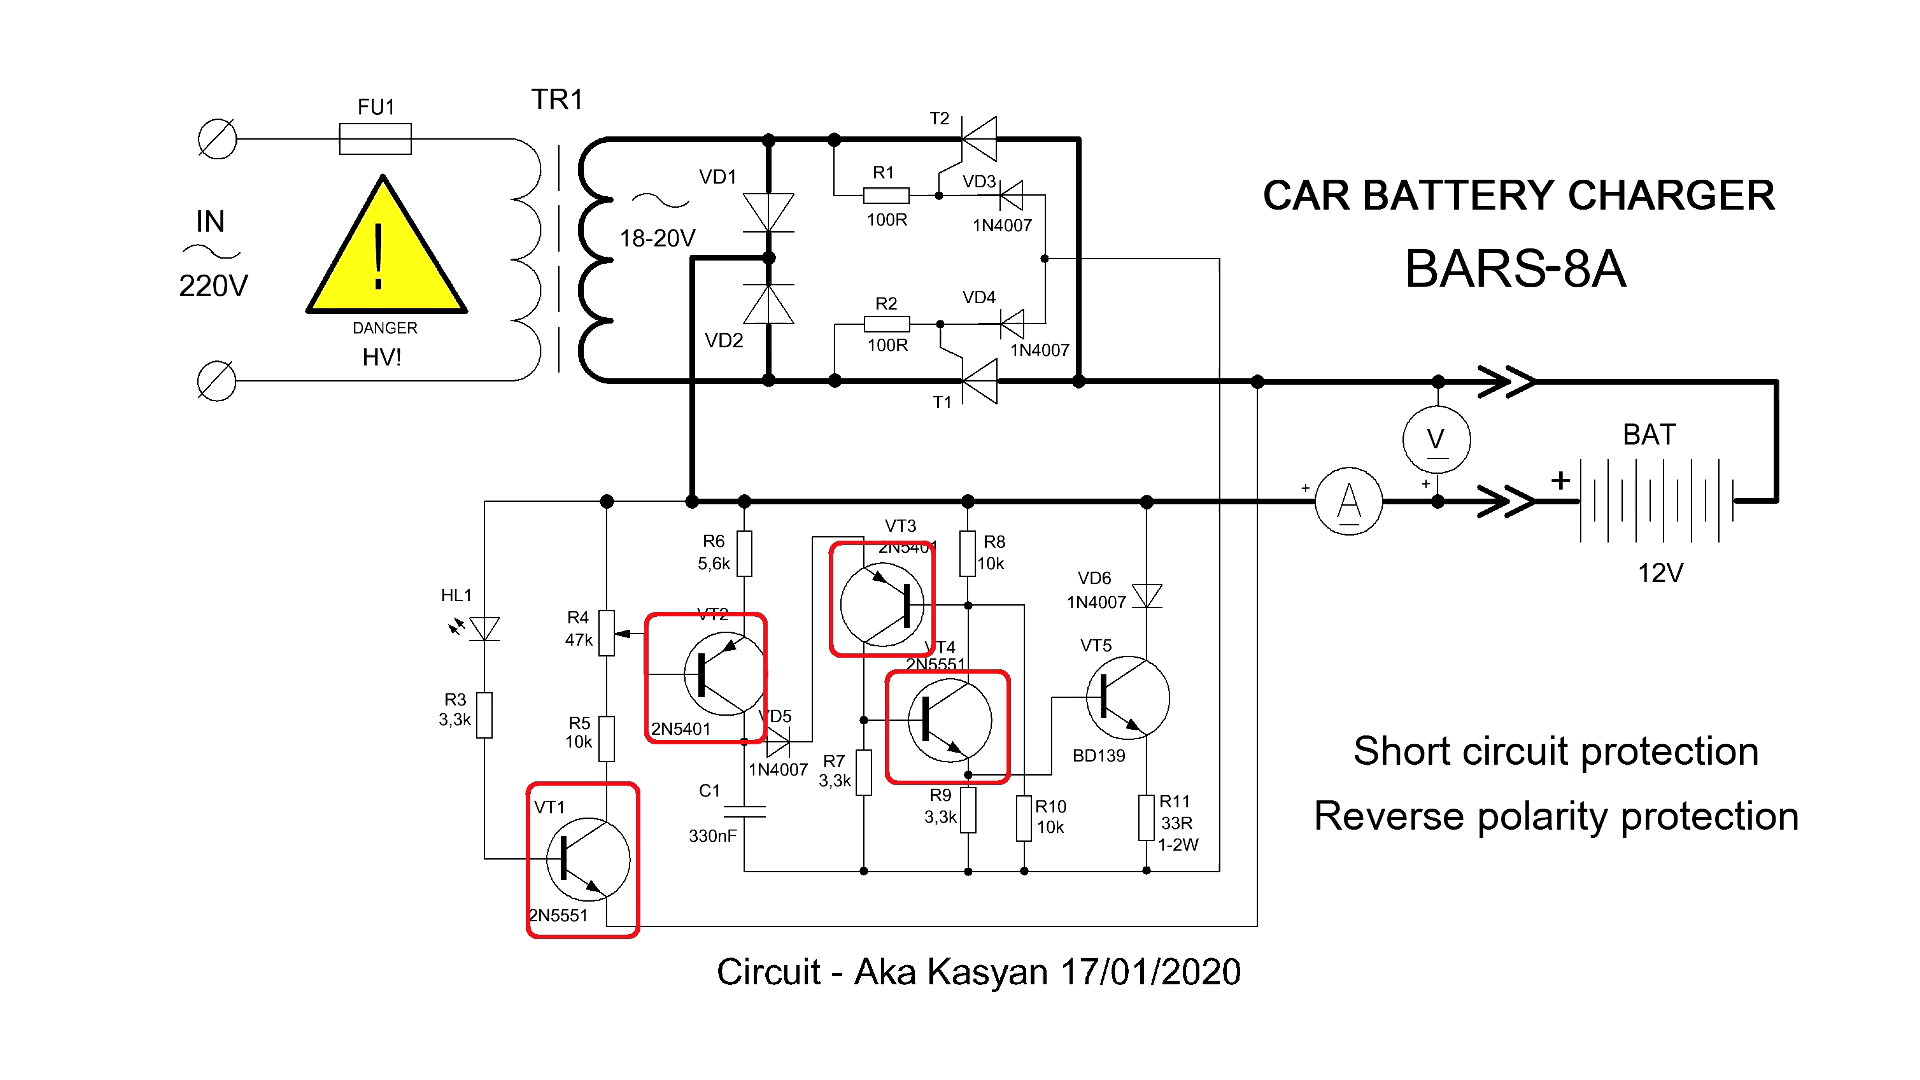 TR1
FU1
T2
CAR BATTERY CHARGER
BARS-8A
IN
220V
DANGER
HV!
18-20V
VD1
VD2
R1
100R
VD3
1N4007
R2
100R
VD4
1N4007
T1
V
+
BAT
+
12V
+
A
HL1
R3
3,3k
R4
47k
R5
10k
VT1
2N5551
R6
5,6k
VT2
2N5401
VD5
1N4007
C1
330nF
VT3
2N5401
R7
3,3k
R8
10k
VT4
2N5551
R9
3,3k
R10
10k
VD6
1N4007
VT5
BD139
R11
33R
1-2W
Short circuit protection
Reverse polarity protection
Circuit - Aka Kasyan 17/01/2020